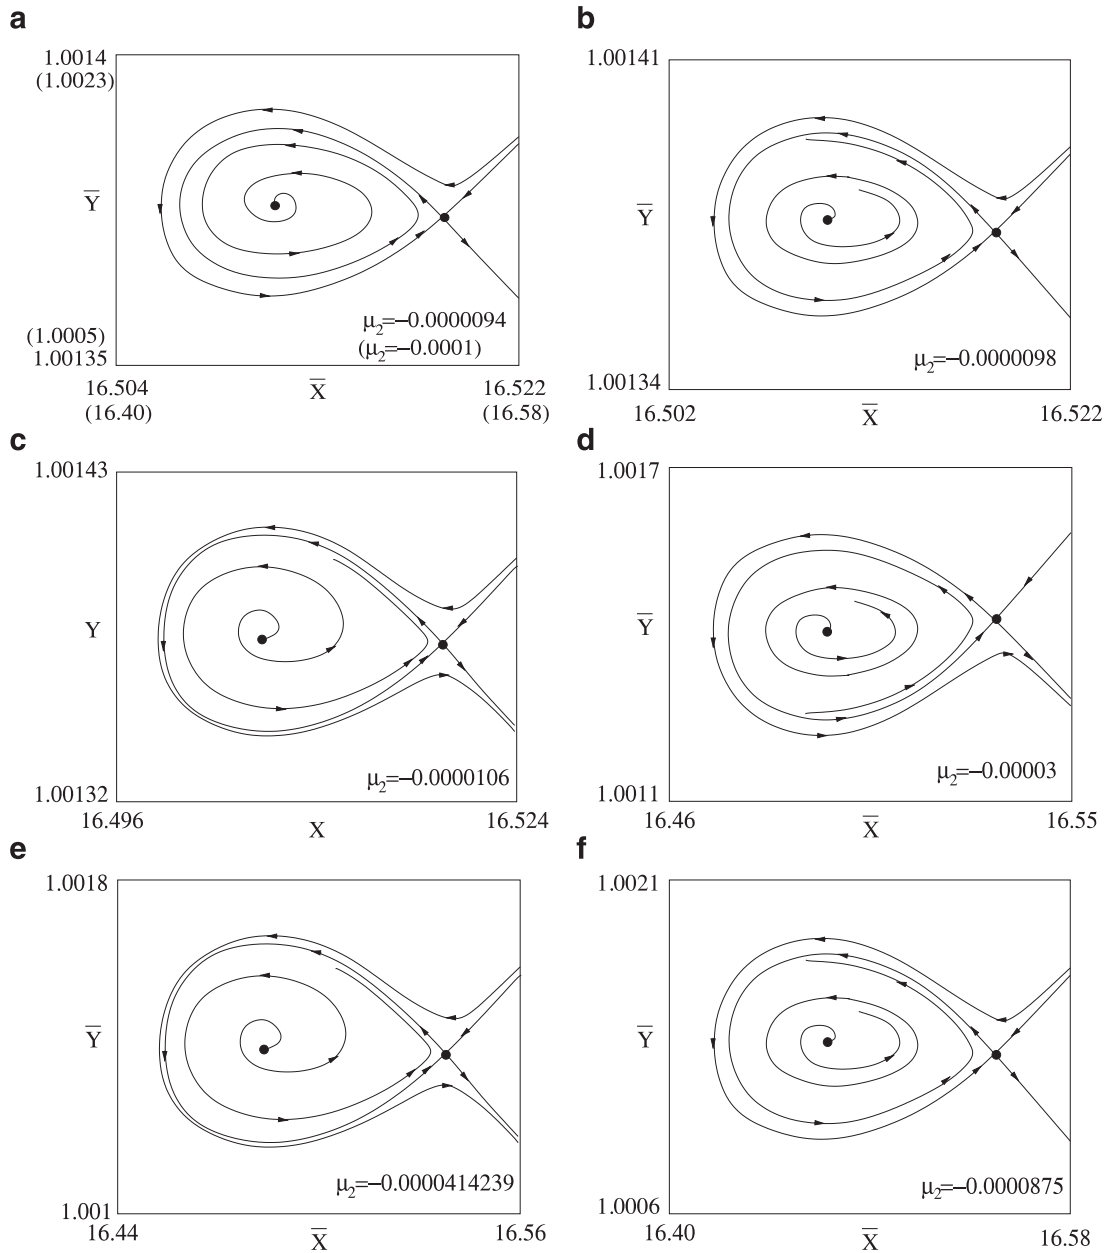 a
1.0014
(1.0023)
Y̅
(1.0005)
1.00135
μ₂=−0.0000094
(μ₂=−0.0001)
16.504
(16.40)
X̅
16.522
(16.58)
b
1.00141
Y̅
1.00134
μ₂=−0.0000098
16.502
X̅
16.522
c
1.00143
Y
1.00132
μ₂=−0.0000106
16.496
X
16.524
d
1.0017
Y̅
1.0011
μ₂=−0.00003
16.46
X̅
16.55
e
1.0018
Y̅
1.001
μ₂=−0.0000414239
16.44
X̅
16.56
f
1.0021
Y̅
1.0006
μ₂=−0.0000875
16.40
X̅
16.58